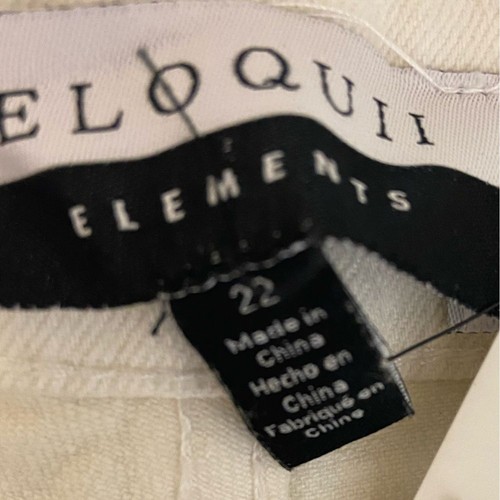 ELOQUII
ELEMENTS
22
Made in
China
Hecho en
China
Fabriqué en
Chine